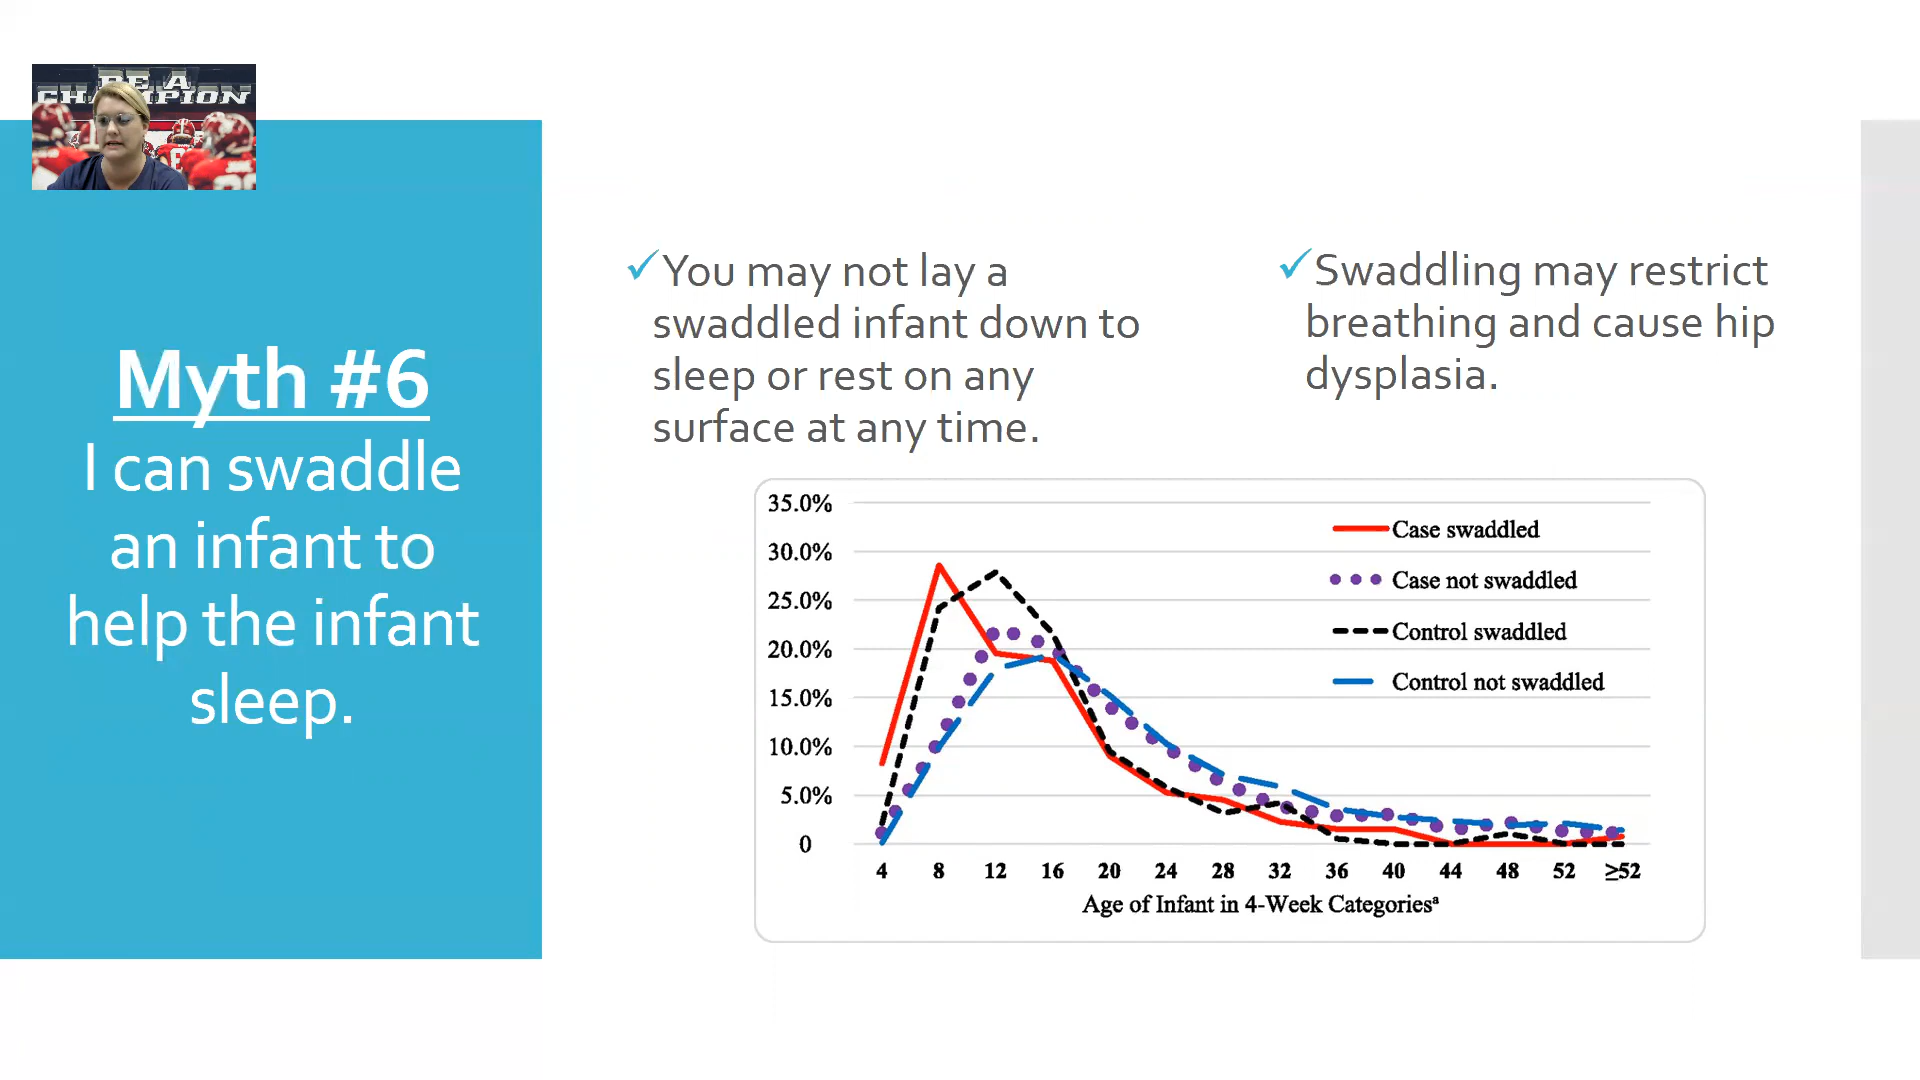 BE A
CHAMPION
Myth #6
I can swaddle
an infant to
help the infant
sleep.
✓You may not lay a
swaddled infant down to
sleep or rest on any
surface at any time.
✓Swaddling may restrict
breathing and cause hip
dysplasia.
35.0%
30.0%
25.0%
20.0%
15.0%
10.0%
5.0%
0
Case swaddled
Case not swaddled
Control swaddled
Control not swaddled
4 8 12 16 20 24 28 32 36 40 44 48 52 ≥52
Age of Infant in 4-Week Categoriesª